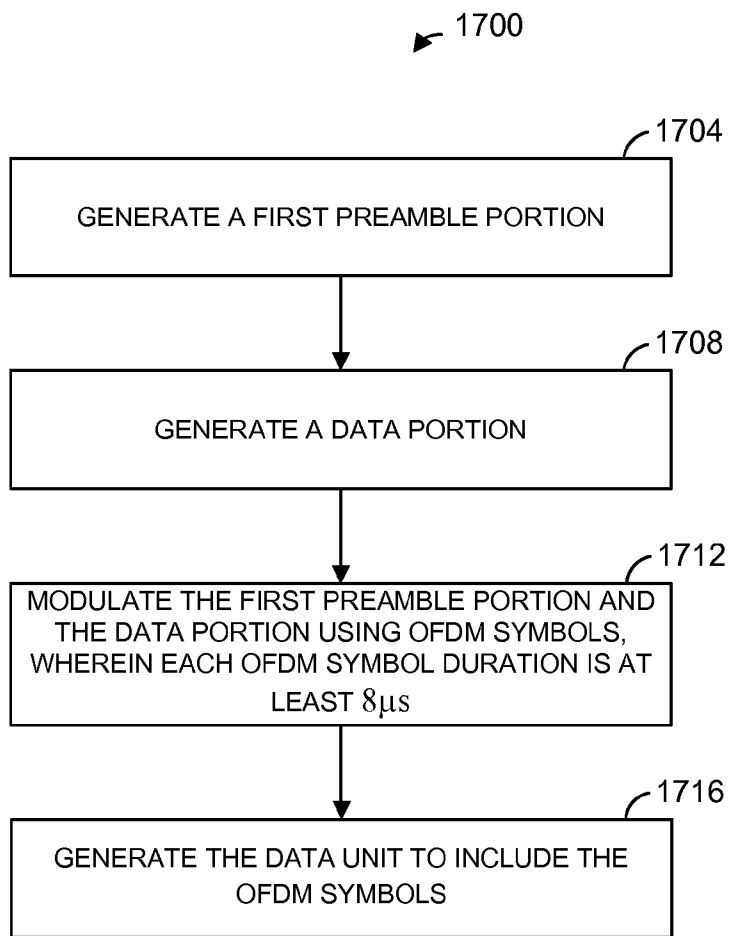 1700
1704
GENERATE A FIRST PREAMBLE PORTION
1708
GENERATE A DATA PORTION
1712
MODULATE THE FIRST PREAMBLE PORTION AND
THE DATA PORTION USING OFDM SYMBOLS,
WHEREIN EACH OFDM SYMBOL DURATION IS AT
LEAST 8µs
1716
GENERATE THE DATA UNIT TO INCLUDE THE
OFDM SYMBOLS